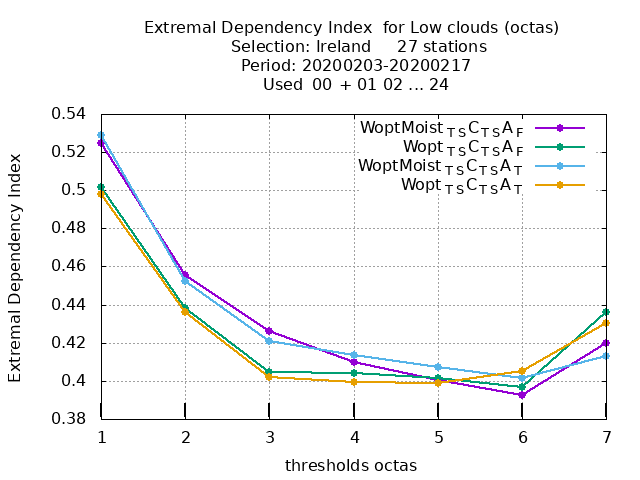 Extremal Dependency Index  for Low clouds (octas)
Selection: Ireland     27 stations
Period: 20200203-20200217
Used  00 + 01 02 ... 24
WoptMoist TS C TS A F
Wopt TS C TS A F
WoptMoist TS C TS A T
Wopt TS C TS A T
Extremal Dependency Index
0.54
0.52
0.5
0.48
0.46
0.44
0.42
0.4
0.38
1 2 3 4 5 6 7
thresholds octas